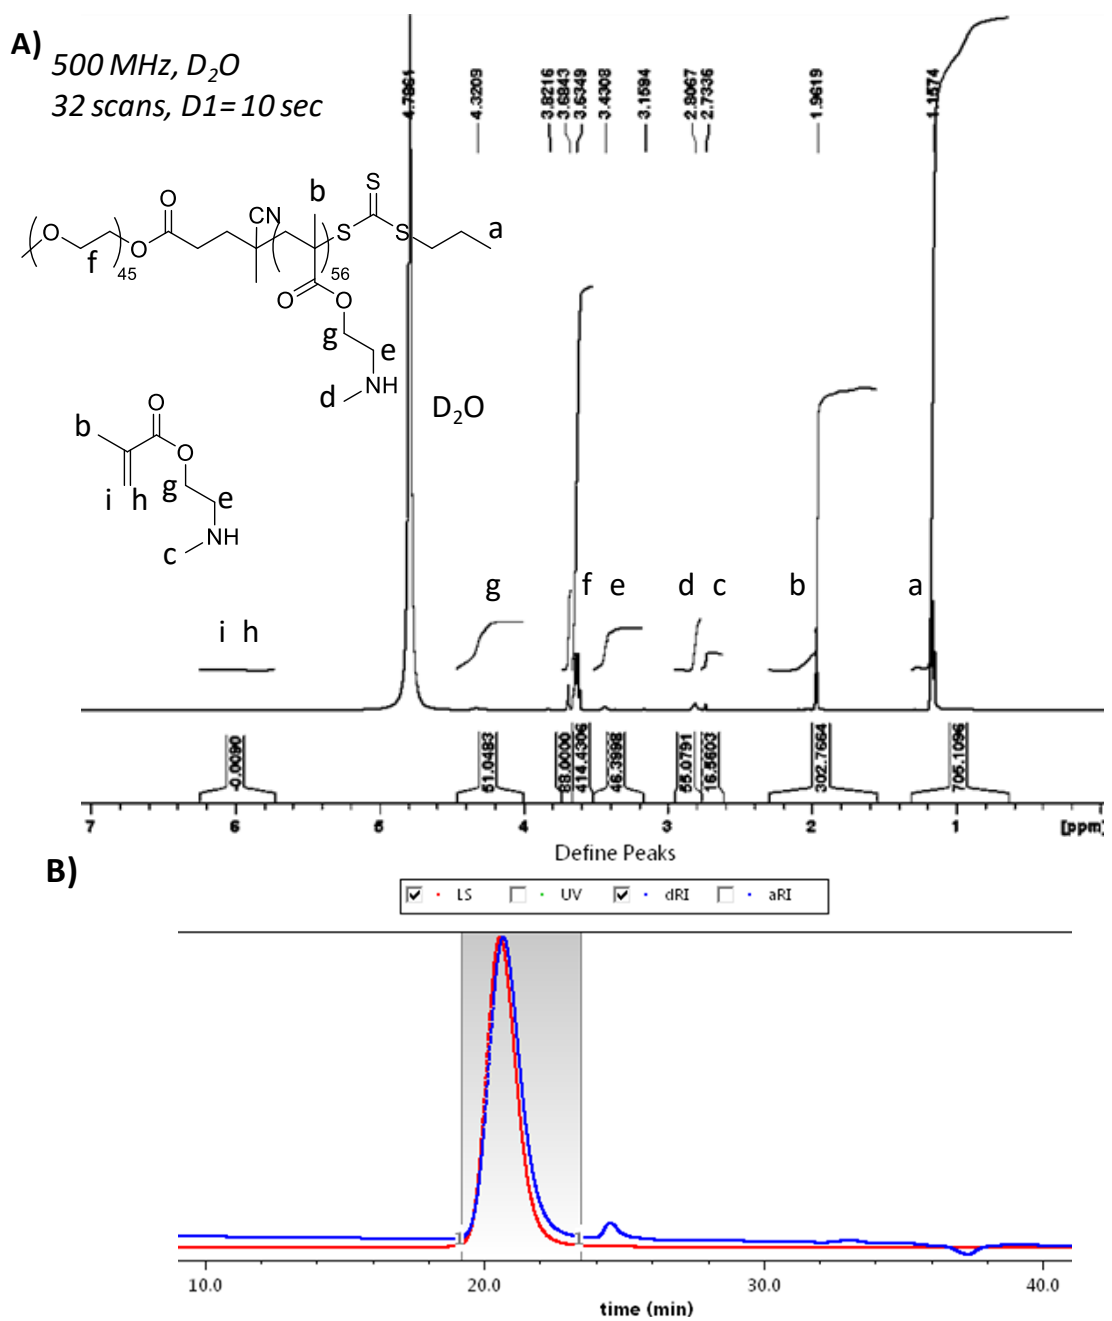 A)
500 MHz, D2O
32 scans, D1= 10 sec
4.7861
4.3209
3.8216
3.6843
3.6349
3.4308
3.1594
2.8067
2.7336
1.9619
1.1574
b
S
O
CN
S
S
a
O
O
f
45
56
O
O
g
e
d
NH
D2O
O
b
O
i
h
g
e
c
NH
i h
g
f
e
d
c
b
a
-0.0090
51.0483
88.0000
414.4306
46.3998
55.0791
16.5603
302.7664
705.1096
7
6
5
4
3
2
1
[ppm]
Define Peaks
B)
LS
UV
dRI
aRI
1
1
10.0
20.0
30.0
40.0
time (min)